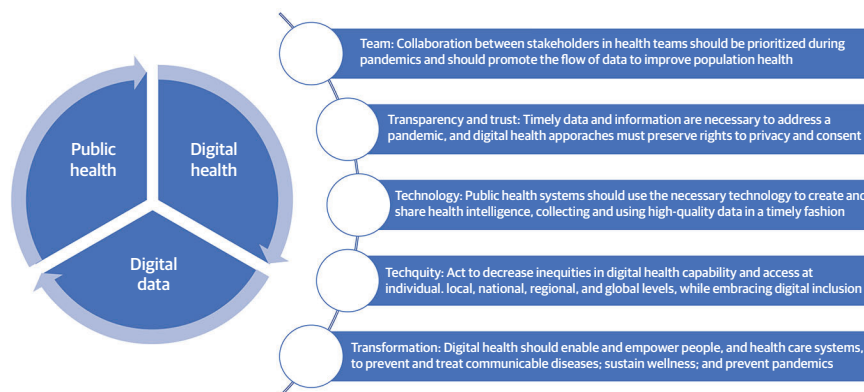 Public
health
Digital
health
Digital
data
Team: Collaboration between stakeholders in health teams should be prioritized during
pandemics and should promote the flow of data to improve population health
Transparency and trust: Timely data and information are necessary to address a
pandemic, and digital health apporaches must preserve rights to privacy and consent
Technology: Public health systems should use the necessary technology to create and
share health intelligence, collecting and using high-quality data in a timely fashion
Techquity: Act to decrease inequities in digital health capability and access at
individual. local, national, regional, and global levels, while embracing digital inclusion
Transformation: Digital health should enable and empower people, and health care systems,
to prevent and treat communicable diseases; sustain wellness; and prevent pandemics